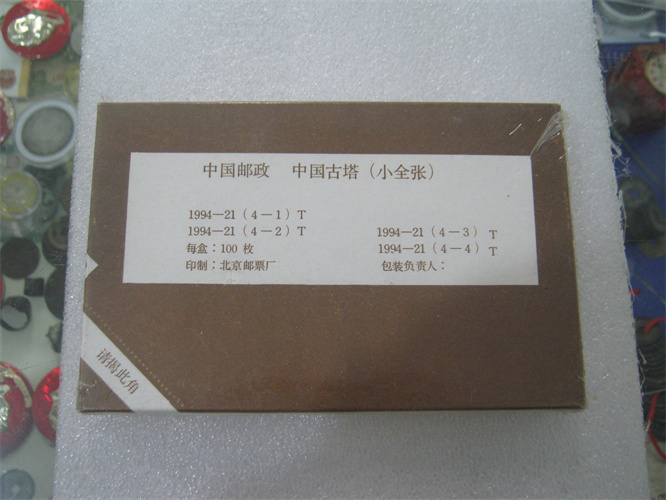 中国邮政 中国古塔（小全张）
1994—21（4—1）T
1994—21（4—2）T 1994—21（4—3）T
每盒：100 枚 1994—21（4—4）T
印制：北京邮票厂 包装负责人：
请揭此角